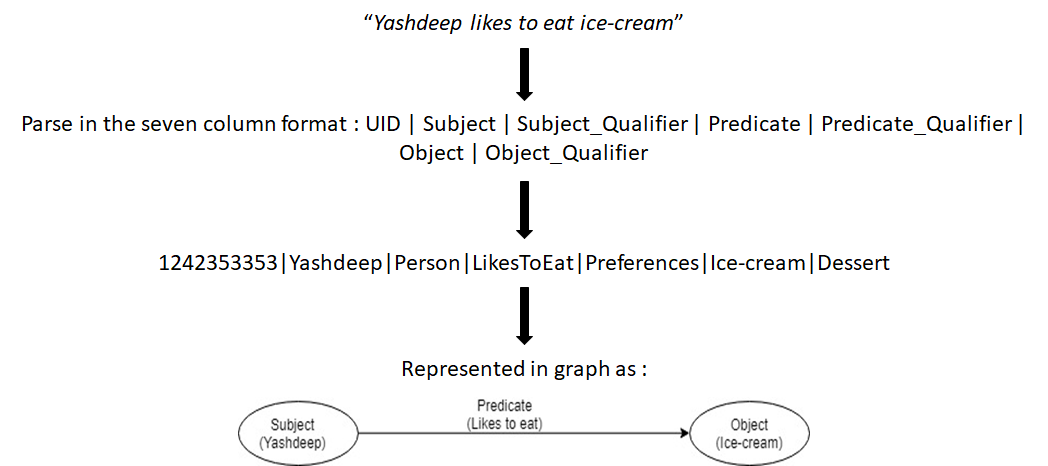 “Yashdeep likes to eat ice-cream”
Parse in the seven column format : UID | Subject | Subject_Qualifier | Predicate | Predicate_Qualifier |
Object | Object_Qualifier
1242353353|Yashdeep|Person|LikesToEat|Preferences|Ice-cream|Dessert
Represented in graph as :
Subject
(Yashdeep)
Predicate
(Likes to eat)
Object
(Ice-cream)